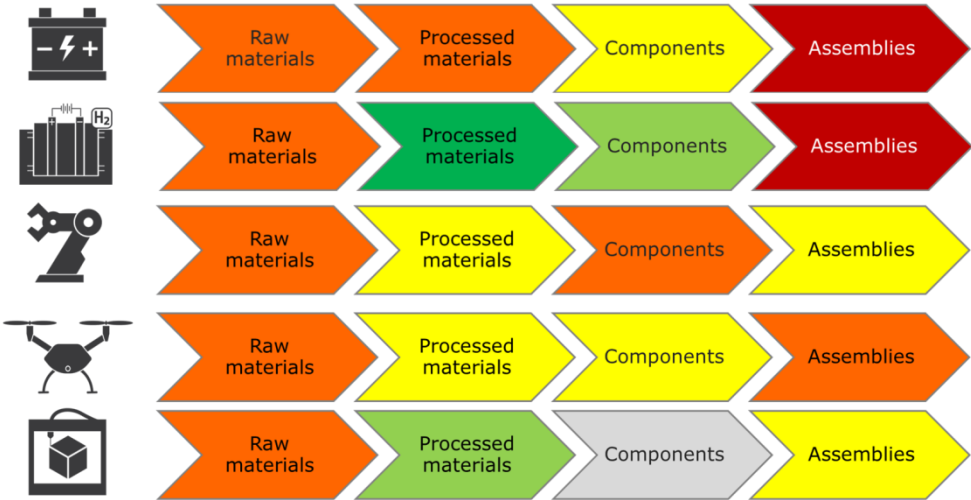 Raw
materials
Processed
materials
Components
Assemblies
H2
Raw
materials
Processed
materials
Components
Assemblies
Raw
materials
Processed
materials
Components
Assemblies
Raw
materials
Processed
materials
Components
Assemblies
Raw
materials
Processed
materials
Components
Assemblies